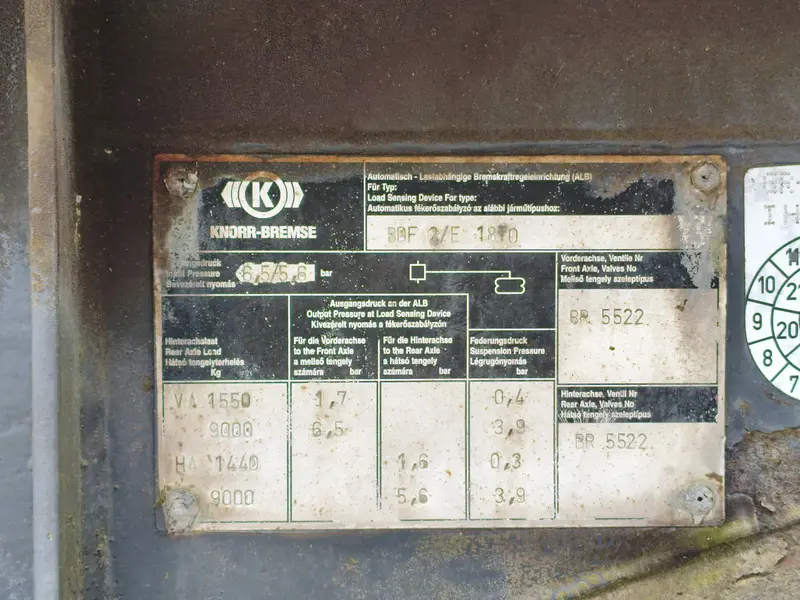 K
KNORR-BREMSE
Automatisch - Lastabhängige Bremskraftregeleinrichtung (ALB)
Für Typ:
Load Sensing Device For type:
Automatikus fékerőszabályzó az alábbi járműtípushoz:
BDF 2/E 18TO
Pressure
Bevezérelt nyomás
6,5/5,6 bar
Vorderachse, Ventile Nr
Front Axle, Valves No
Mellső tengely szeleptípus
BR 5522
Ausgangsdruck an der ALB
Output Pressure at Load Sensing Device
Kivezérelt nyomás a fékerőszabályzón
Hinterachslast
Rear Axle Load
Hátsó tengelyterhelés
Kg
Für die Vorderachse
to the Front Axle
a mellső tengely
számára bar
Für die Hinterachse
to the Rear Axle
a hátsó tengely
számára bar
Federungsdruck
Suspension Pressure
Légrugónyomás
bar
Hinterachse, Ventil Nr
Rear Axle, Valves No
Hátsó tengely szeleptípus
BR 5522
VA 1550 1,7 0,4
9000 6,5 3,9
HA 1440 1,6 0,3
9000 5,6 3,9
IH
10
9
8
7
20